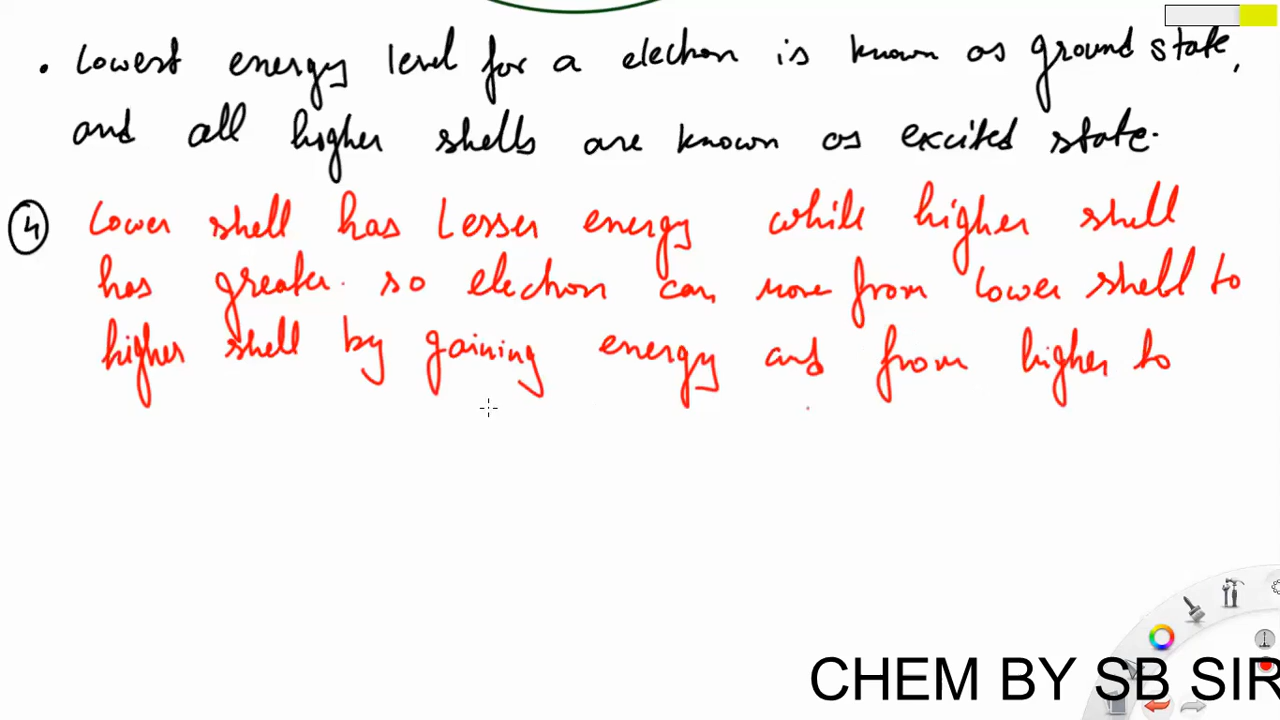 • Lowest energy level for a electron is known as ground state,
and all higher shells are known as excited state.
④ Lower shell has Lesser energy while higher shell
has greater. so electron can move from lower shell to
higher shell by gaining energy and from higher to
CHEM BY SB SIR